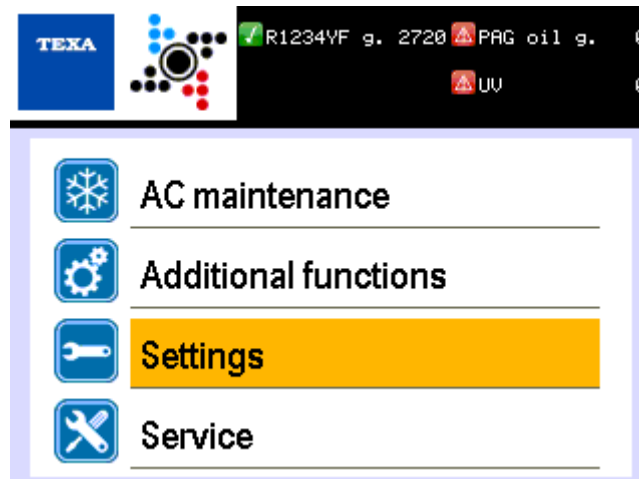 TEXA
R1234YF g. 2720 PAG oil g.
UV
AC maintenance
Additional functions
Settings
Service